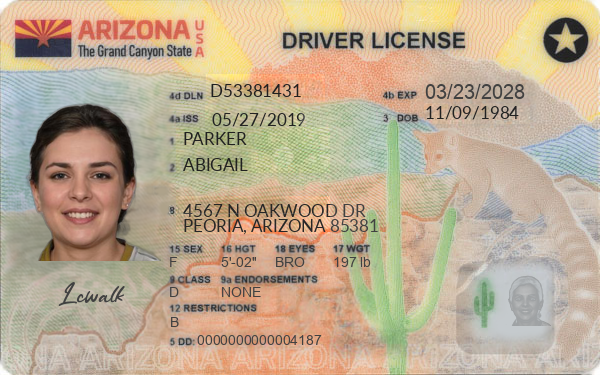 ARIZONA USA
The Grand Canyon State
DRIVER LICENSE
4d DLN D53381431
4b EXP 03/23/2028
4a ISS 05/27/2019
3 DOB 11/09/1984
1 PARKER
2 ABIGAIL
8 4567 N OAKWOOD DR
PEORIA, ARIZONA 85381
15 SEX 16 HGT 18 EYES 17 WGT
F 5'-02" BRO 197 lb
9 CLASS 9a ENDORSEMENTS
D NONE
12 RESTRICTIONS
B
5 DD: 0000000000004187
Lcwalk
ARIZONA ARIZONA ARIZONA ARIZONA